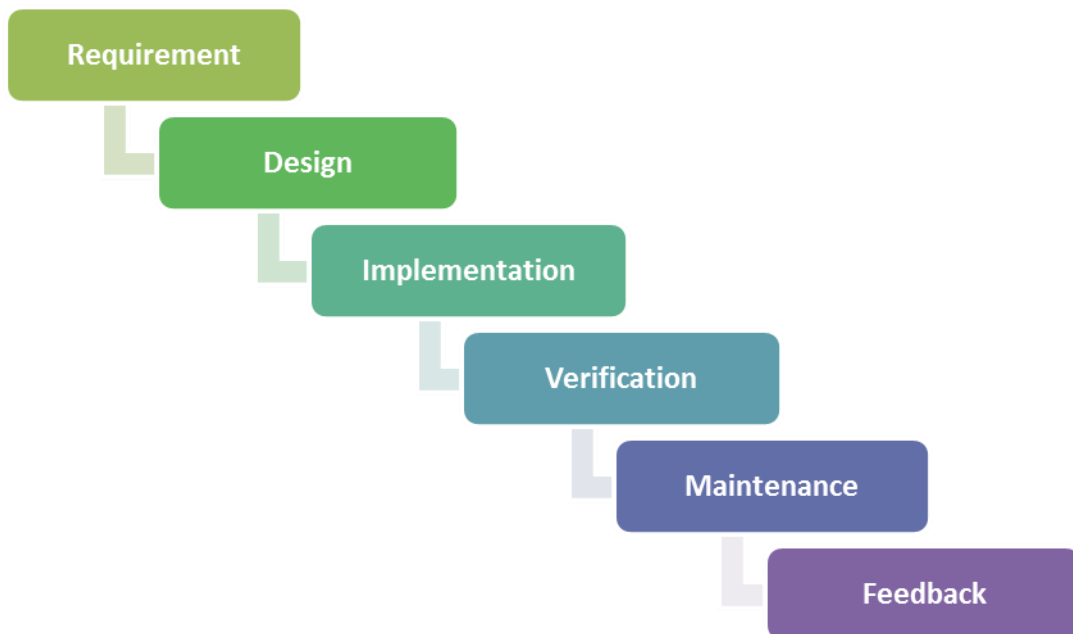 Requirement
Design
Implementation
Verification
Maintenance
Feedback